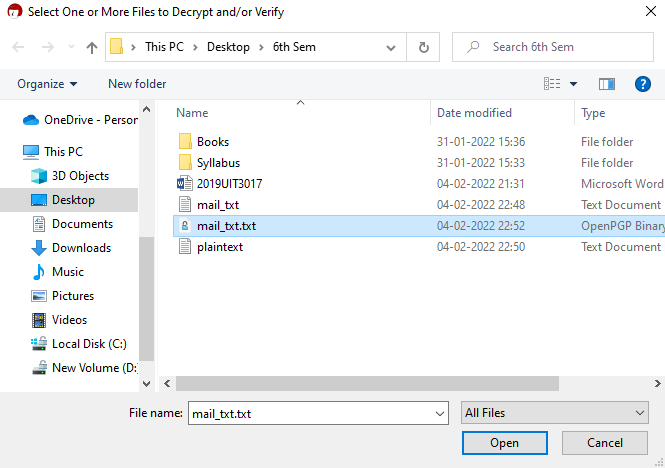 Select One or More Files to Decrypt and/or Verify
This PC > Desktop > 6th Sem
Search 6th Sem
Organize
New folder
Name
Date modified
Type
OneDrive - Person
This PC
3D Objects
Desktop
Documents
Downloads
Music
Pictures
Videos
Local Disk (C:)
New Volume (D:
Books 31-01-2022 15:36 File folder
Syllabus 31-01-2022 15:33 File folder
2019UIT3017 04-02-2022 21:31 Microsoft Word
mail_txt 04-02-2022 22:48 Text Document
mail_txt.txt 04-02-2022 22:52 OpenPGP Binary
plaintext 04-02-2022 22:50 Text Document
File name: mail_txt.txt
All Files
Open
Cancel